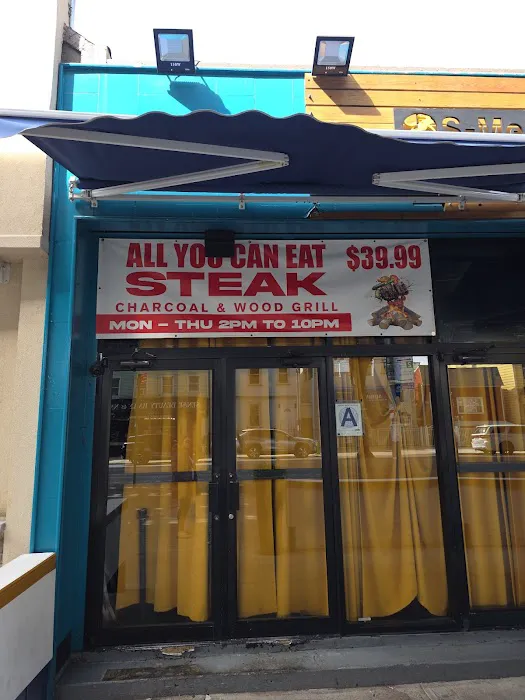 ALL YOU CAN EAT $39.99
STEAK
CHARCOAL & WOOD GRILL
MON - THU 2PM TO 10PM
A